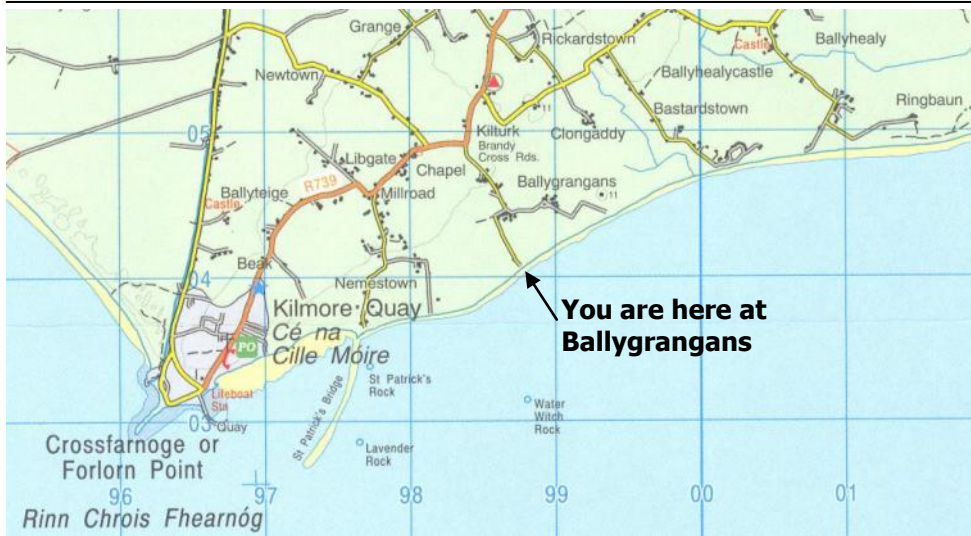 Grange
Rickardstown
Castle
Ballyhealy
Newtown
Ballyhealycastle
Ringbaun
11
Bastardstown
05
Kilturk
Brandy
Cross Rds.
Clongaddy
Libgate
Chapel
Ballyteige
R739
Millroad
Ballygrangans
11
Castle
Beak
04
Nemestown
Kilmore Quay
Cé na
Cille Móire
You are here at
Ballygrangans
PO
St Patrick's
Rock
Lifeboat
Stn
St Patrick's Bridge
Water
Witch
Rock
03
Quay
Crossfarnoge or
Forlorn Point
Lavender
Rock
96
97
98
99
00
01
Rinn Chrois Fhearnóg